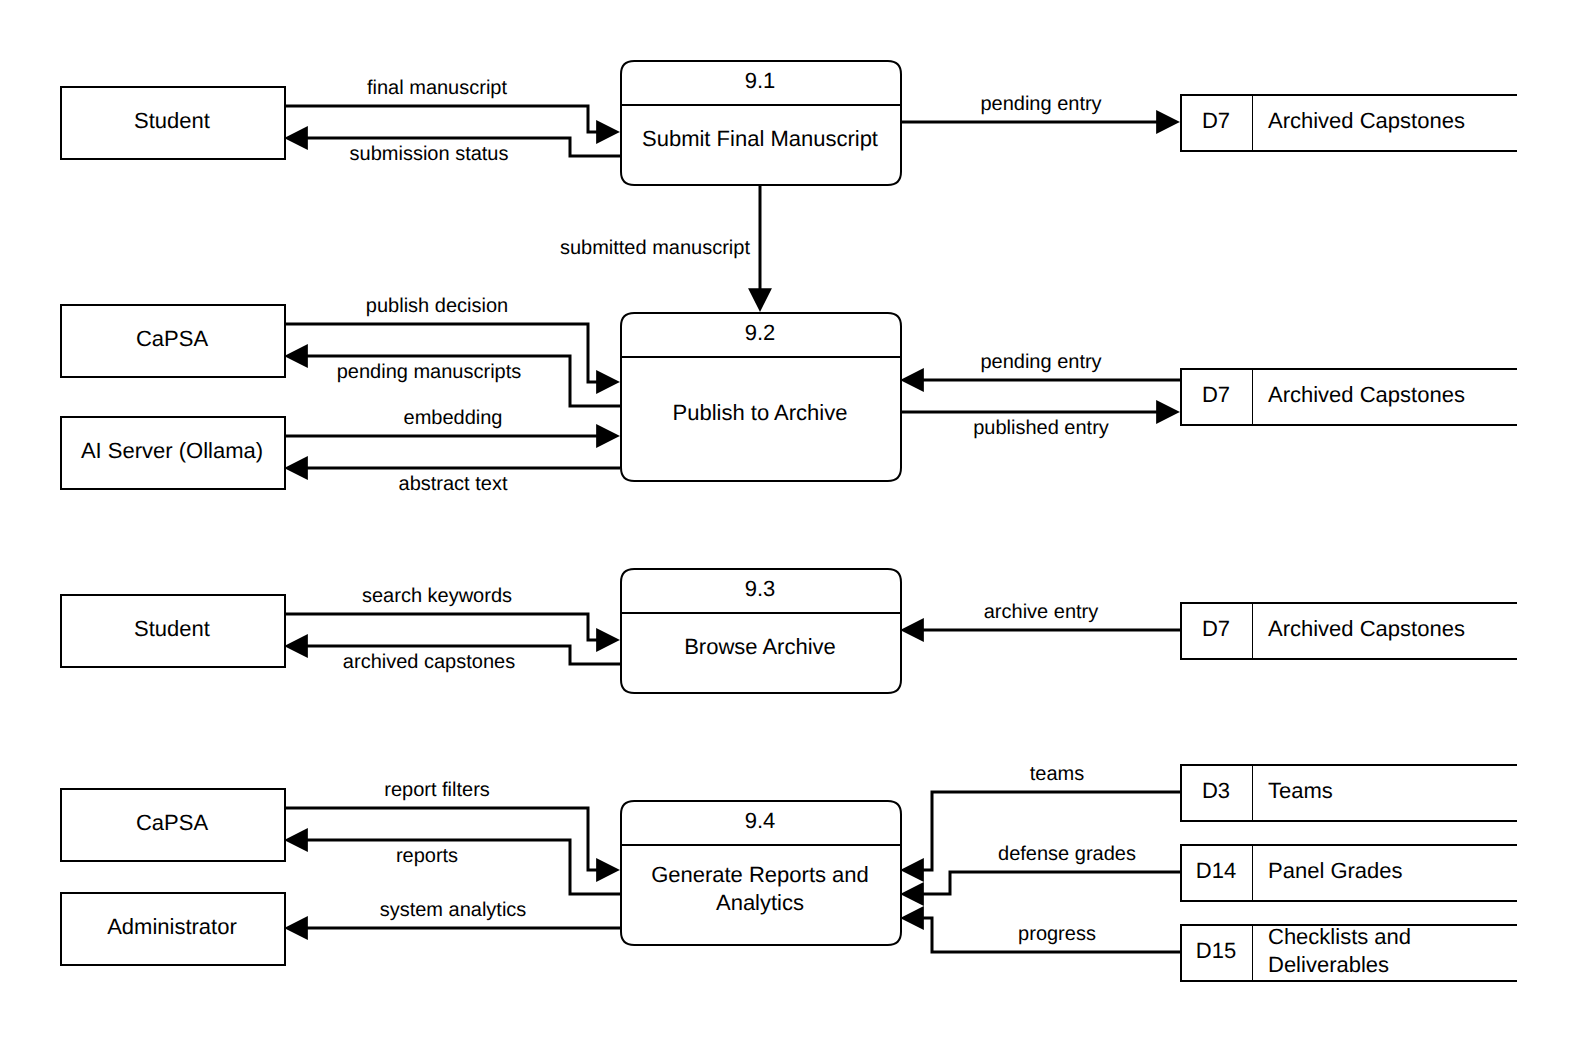 final manuscript
Student
submission status
9.1
Submit Final Manuscript
pending entry
D7
Archived Capstones
submitted manuscript
publish decision
CaPSA
pending manuscripts
embedding
AI Server (Ollama)
abstract text
9.2
Publish to Archive
pending entry
D7
Archived Capstones
published entry
search keywords
Student
archived capstones
9.3
Browse Archive
archive entry
D7
Archived Capstones
report filters
CaPSA
reports
system analytics
Administrator
9.4
Generate Reports and
Analytics
teams
D3
Teams
defense grades
D14
Panel Grades
progress
D15
Checklists and
Deliverables